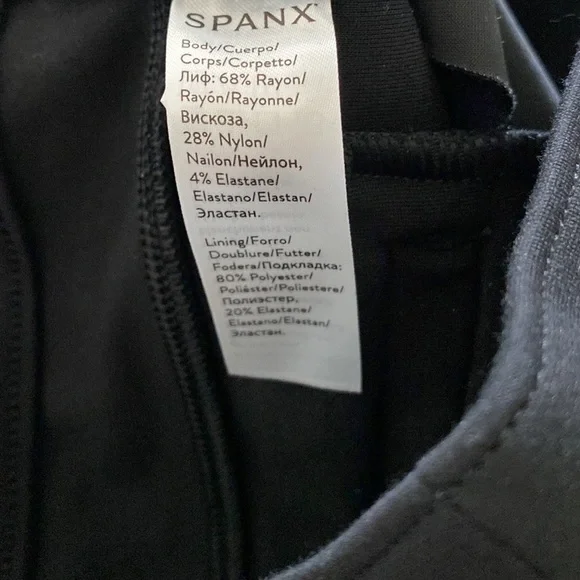 SPANX
Body/Cuerpo/
Corps/Corpetto/
Лиф: 68% Rayon/
Rayón/Rayonne/
Вискоза,
28% Nylon/
Nailon/Нейлон,
4% Elastane/
Elastano/Elastan/
Эластан.
Lining/Forro/
Doublure/Futter/
Fodera/Подкладка:
80% Polyester/
Poliéster/Poliestere/
Полиэстер,
20% Elastane/
Elastano/Elastan/
Эластан.